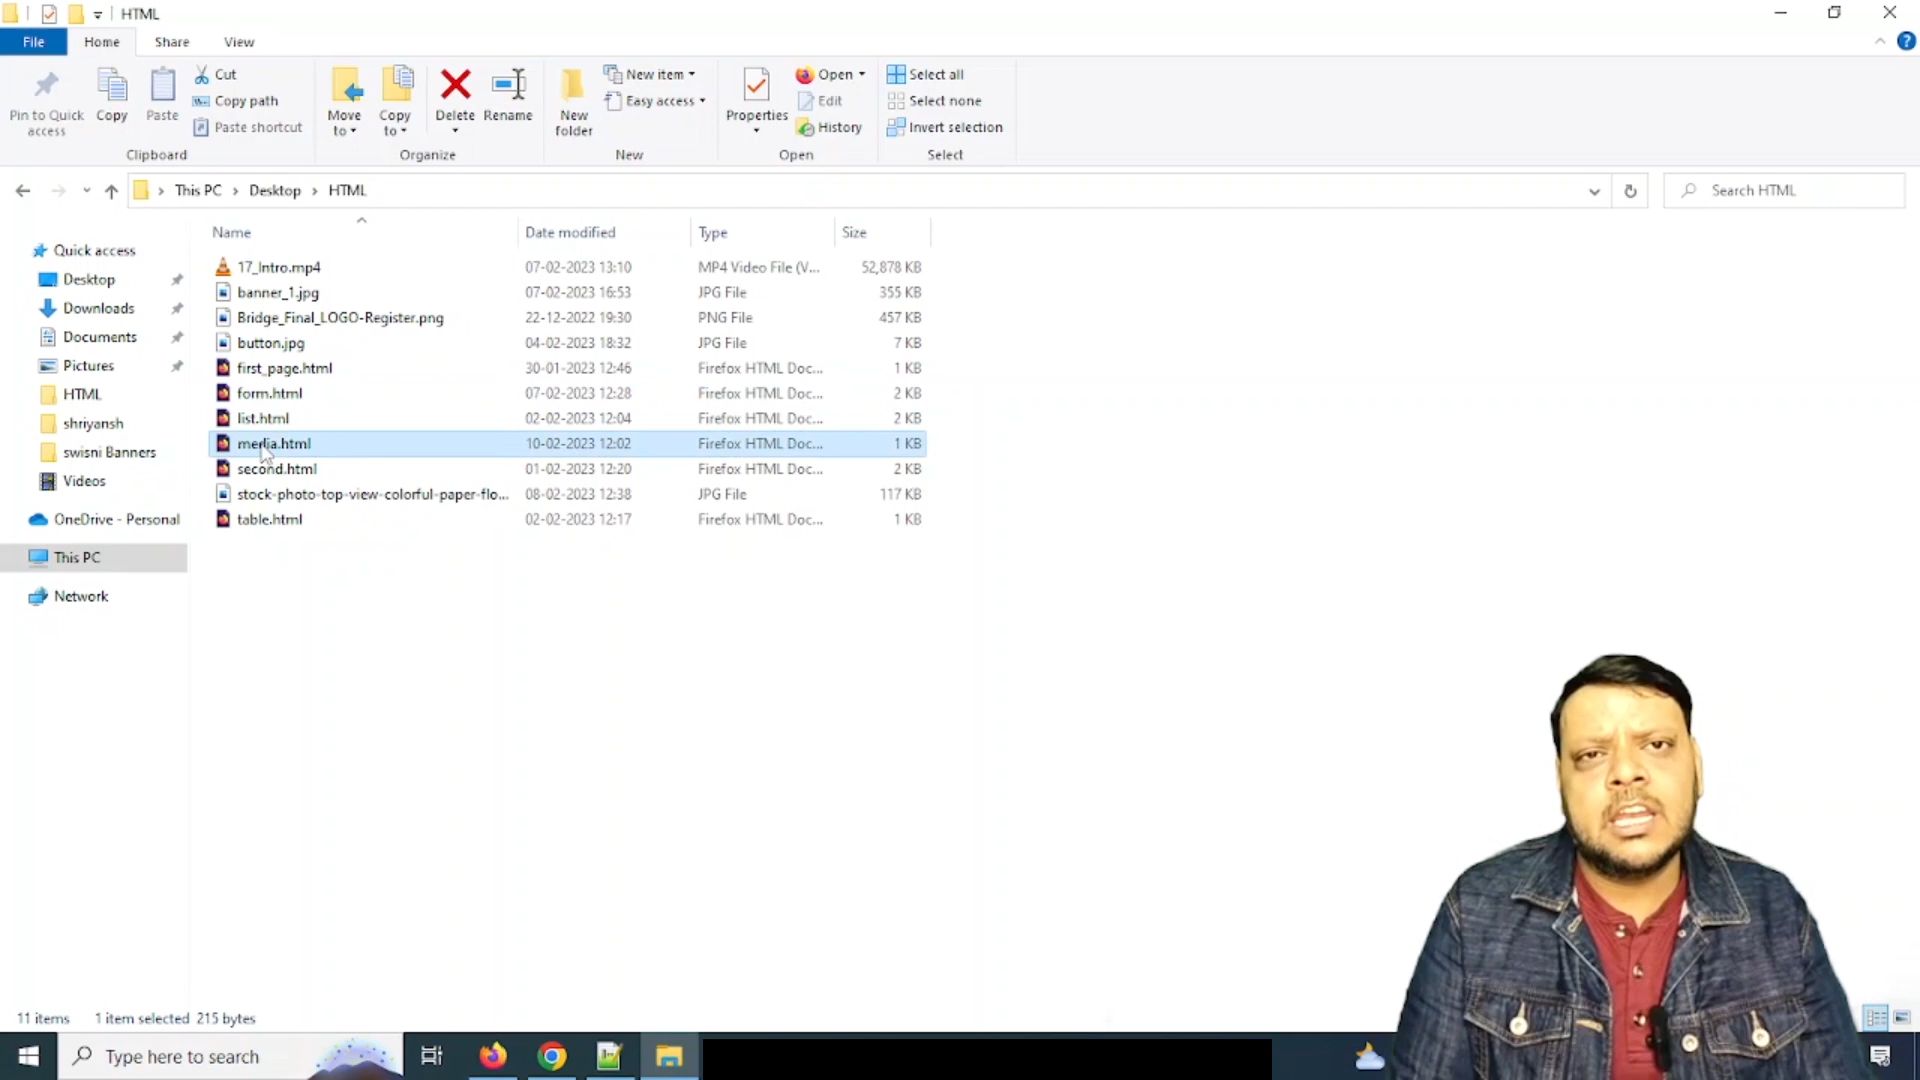 HTML
File Home Share View
Pin to Quick access
Copy
Paste
Cut
Copy path
Paste shortcut
Clipboard
Move to
Copy to
Delete
Rename
Organize
New folder
New item
Easy access
New
Properties
Open
Edit
History
Open
Select all
Select none
Invert selection
Select
This PC > Desktop > HTML
Search HTML
Quick access
Desktop
Downloads
Documents
Pictures
HTML
shriyansh
swisni Banners
Videos
OneDrive - Personal
This PC
Network
Name Date modified Type Size
17_Intro.mp4 07-02-2023 13:10 MP4 Video File (V... 52,878 KB
banner_1.jpg 07-02-2023 16:53 JPG File 355 KB
Bridge_Final_LOGO-Register.png 22-12-2022 19:30 PNG File 457 KB
button.jpg 04-02-2023 18:32 JPG File 7 KB
first_page.html 30-01-2023 12:46 Firefox HTML Doc... 1 KB
form.html 07-02-2023 12:28 Firefox HTML Doc... 2 KB
list.html 02-02-2023 12:04 Firefox HTML Doc... 2 KB
media.html 10-02-2023 12:02 Firefox HTML Doc... 1 KB
second.html 01-02-2023 12:20 Firefox HTML Doc... 2 KB
stock-photo-top-view-colorful-paper-flo... 08-02-2023 12:38 JPG File 117 KB
table.html 02-02-2023 12:17 Firefox HTML Doc... 1 KB
11 items 1 item selected 215 bytes
Type here to search